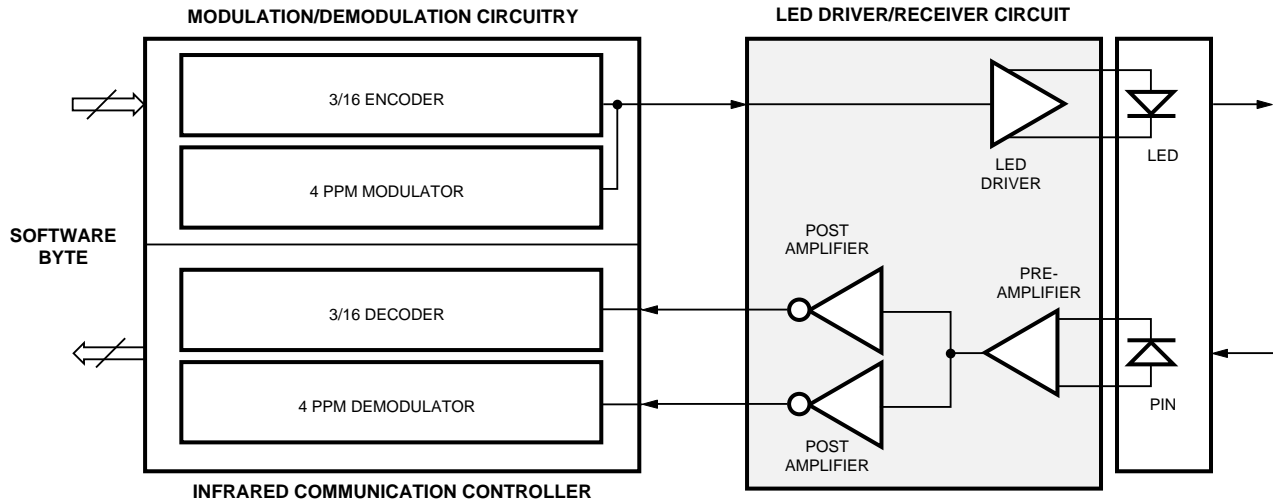 MODULATION/DEMODULATION CIRCUITRY
LED DRIVER/RECEIVER CIRCUIT
3/16 ENCODER
4 PPM MODULATOR
LED
DRIVER
LED
SOFTWARE
BYTE
3/16 DECODER
4 PPM DEMODULATOR
POST
AMPLIFIER
PRE-
AMPLIFIER
POST
AMPLIFIER
PIN
INFRARED COMMUNICATION CONTROLLER